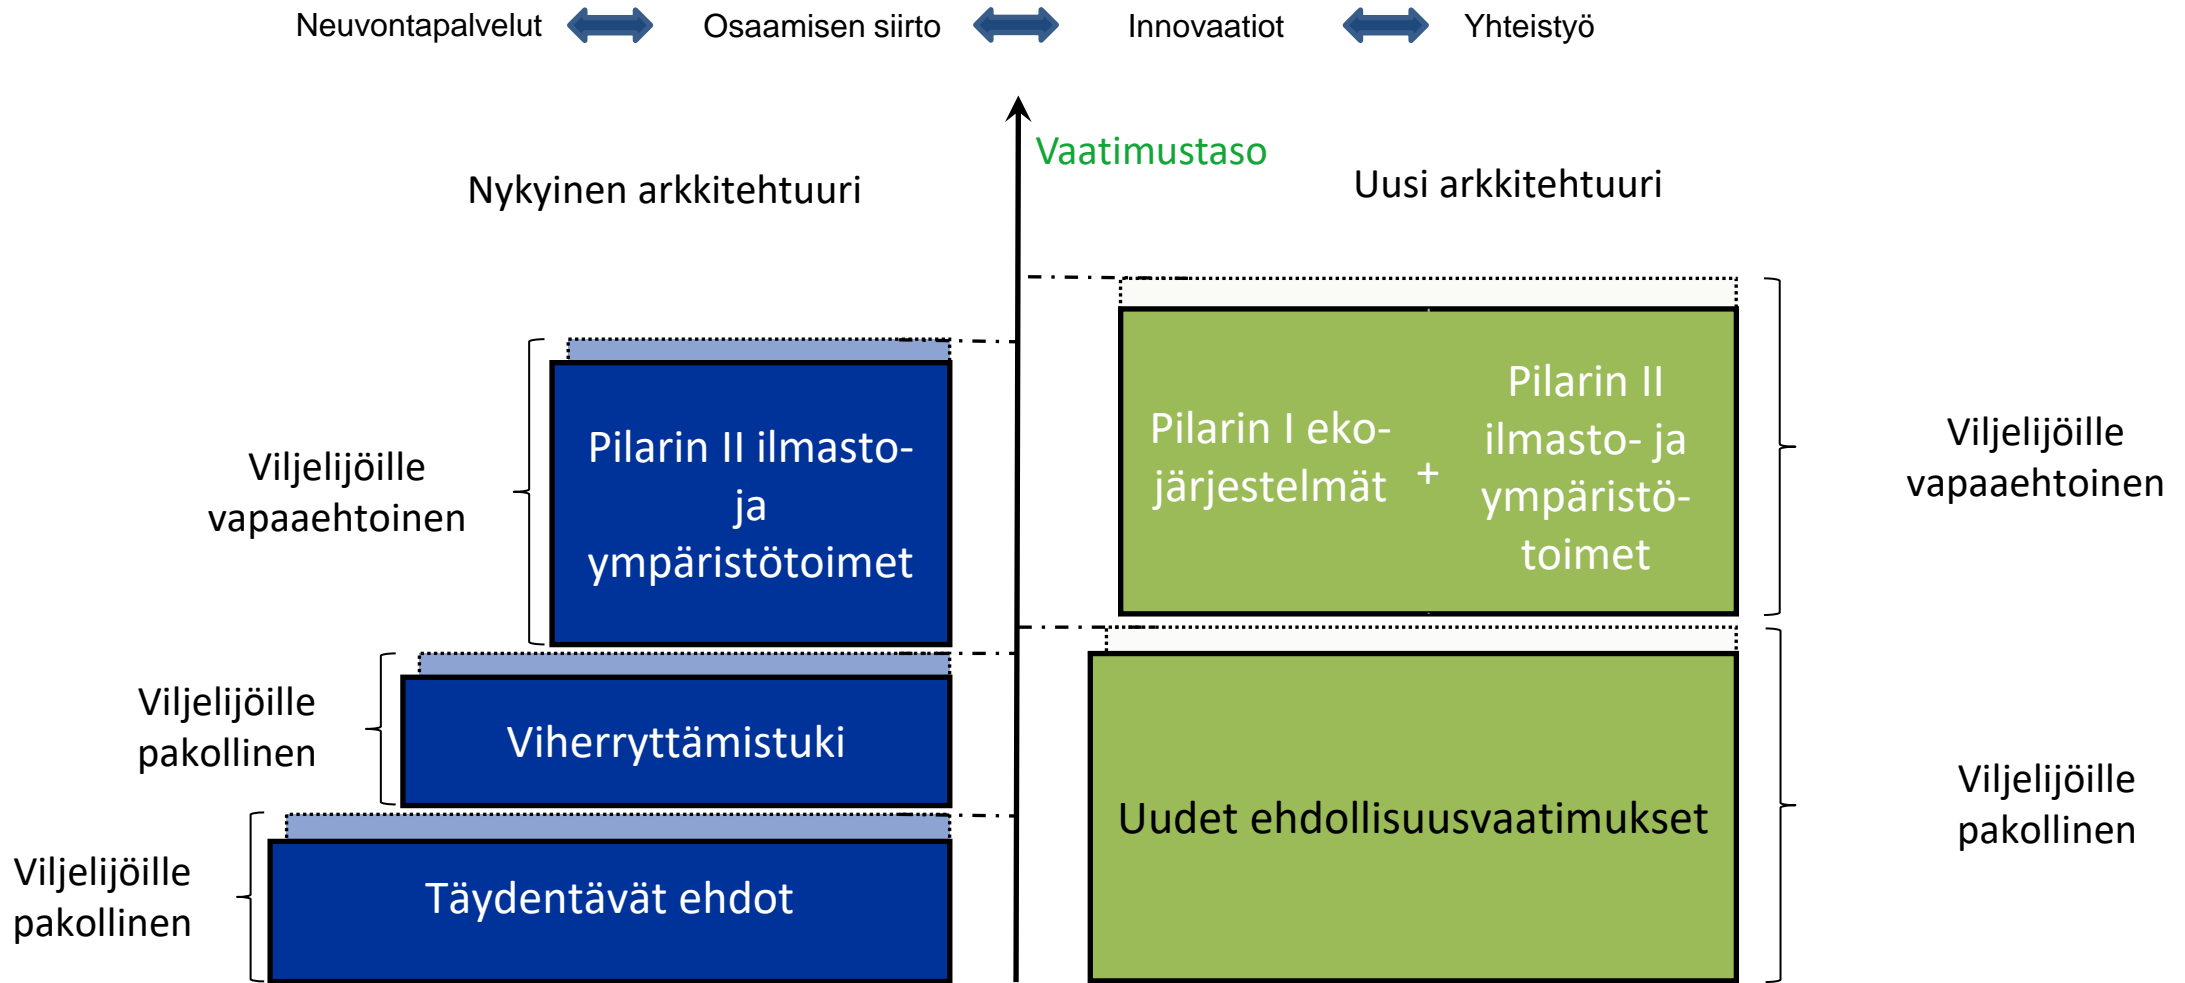 Neuvontapalvelut Osaamisen siirto Innovaatiot Yhteistyö
Vaatimustaso
Nykyinen arkkitehtuuri
Uusi arkkitehtuuri
Viljelijöille
vapaaehtoinen
Pilarin II ilmasto-
ja
ympäristötoimet
Viljelijöille
pakollinen
Viherryttämistuki
Viljelijöille
pakollinen
Täydentävät ehdot
Pilarin I eko-
järjestelmät
+
Pilarin II
ilmasto- ja
ympäristö-
toimet
Viljelijöille
vapaaehtoinen
Uudet ehdollisuusvaatimukset
Viljelijöille
pakollinen